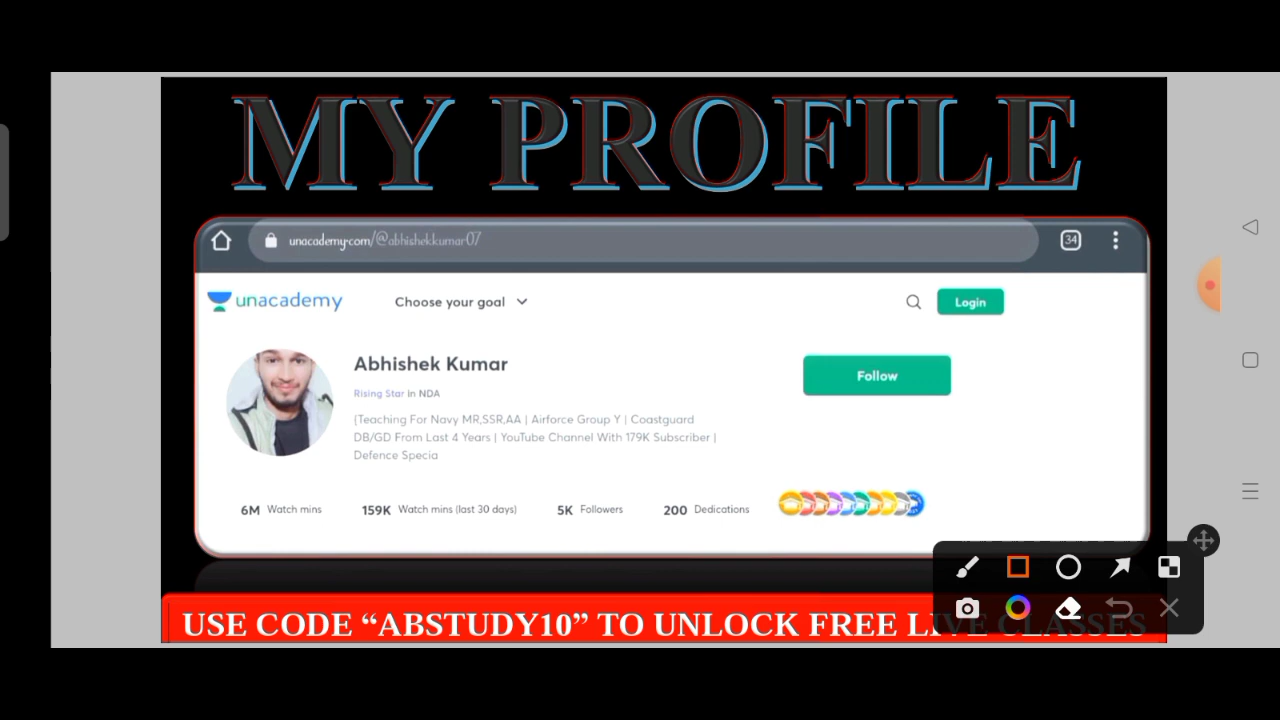 MY PROFILE
unacademy.com/@abhishekkumar07
34
unacademy
Choose your goal
Login
Abhishek Kumar
Follow
Rising Star in NDA
(Teaching For Navy MR,SSR,AA | Airforce Group Y | Coastguard
DB/GD From Last 4 Years | YouTube Channel With 179K Subscriber |
Defence Specia
6M Watch mins
159K Watch mins (last 30 days)
5K Followers
200 Dedications
USE CODE “ABSTUDY10” TO UNLOCK FREE LIVE CLASSES